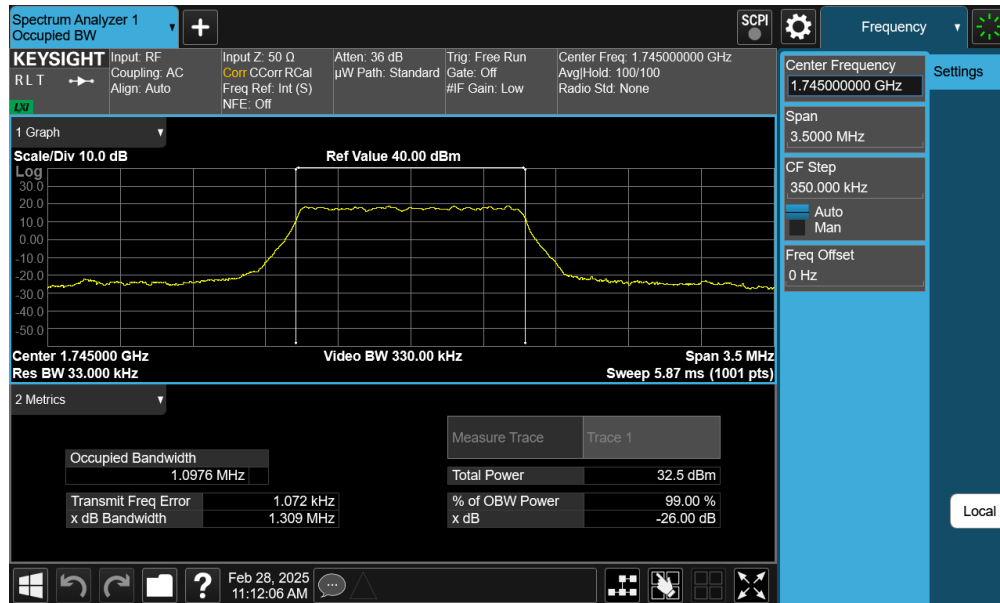 Spectrum Analyzer 1
Occupied BW
SCPI
Frequency
KEYSIGHT
RLT
LXI
Input: RF
Coupling: AC
Align: Auto
Input Z: 50 Ω
Corr CCorr RCal
Freq Ref: Int (S)
NFE: Off
Atten: 36 dB
µW Path: Standard
Trig: Free Run
Gate: Off
#IF Gain: Low
Center Freq: 1.745000000 GHz
Avg|Hold: 100/100
Radio Std: None
Center Frequency
1.745000000 GHz
Settings
Span
3.5000 MHz
CF Step
350.000 kHz
Auto
Man
Freq Offset
0 Hz
Local
1 Graph
Scale/Div 10.0 dB
Ref Value 40.00 dBm
Log
30.0
20.0
10.0
0.00
-10.0
-20.0
-30.0
-40.0
-50.0
Center 1.745000 GHz
Video BW 330.00 kHz
Span 3.5 MHz
Res BW 33.000 kHz
Sweep 5.87 ms (1001 pts)
2 Metrics
Measure Trace
Trace 1
Occupied Bandwidth
1.0976 MHz
Total Power
32.5 dBm
Transmit Freq Error
1.072 kHz
% of OBW Power
99.00 %
x dB Bandwidth
1.309 MHz
x dB
-26.00 dB
?
Feb 28, 2025
11:12:06 AM